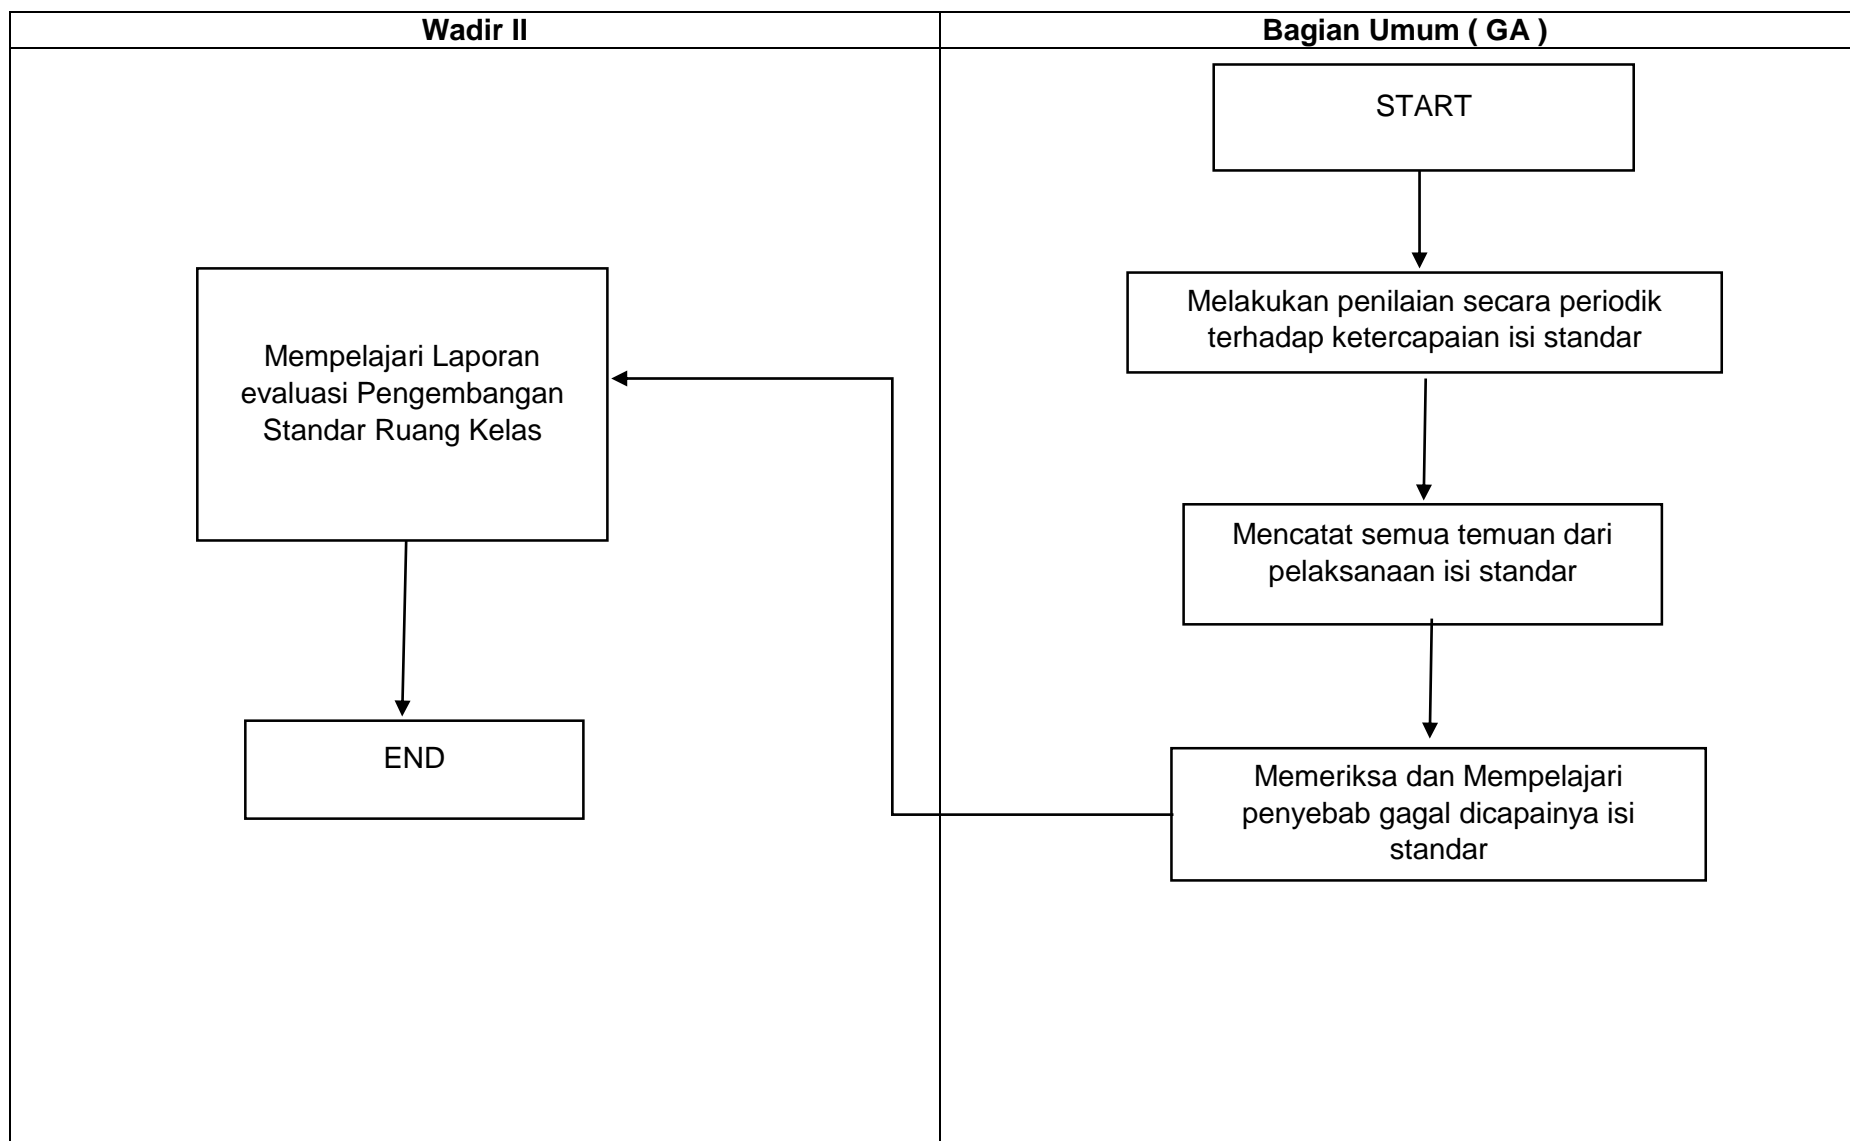 Wadir II
Bagian Umum ( GA )
START
Melakukan penilaian secara periodik
terhadap ketercapaian isi standar
Mencatat semua temuan dari
pelaksanaan isi standar
Memeriksa dan Mempelajari
penyebab gagal dicapainya isi
standar
Mempelajari Laporan
evaluasi Pengembangan
Standar Ruang Kelas
END